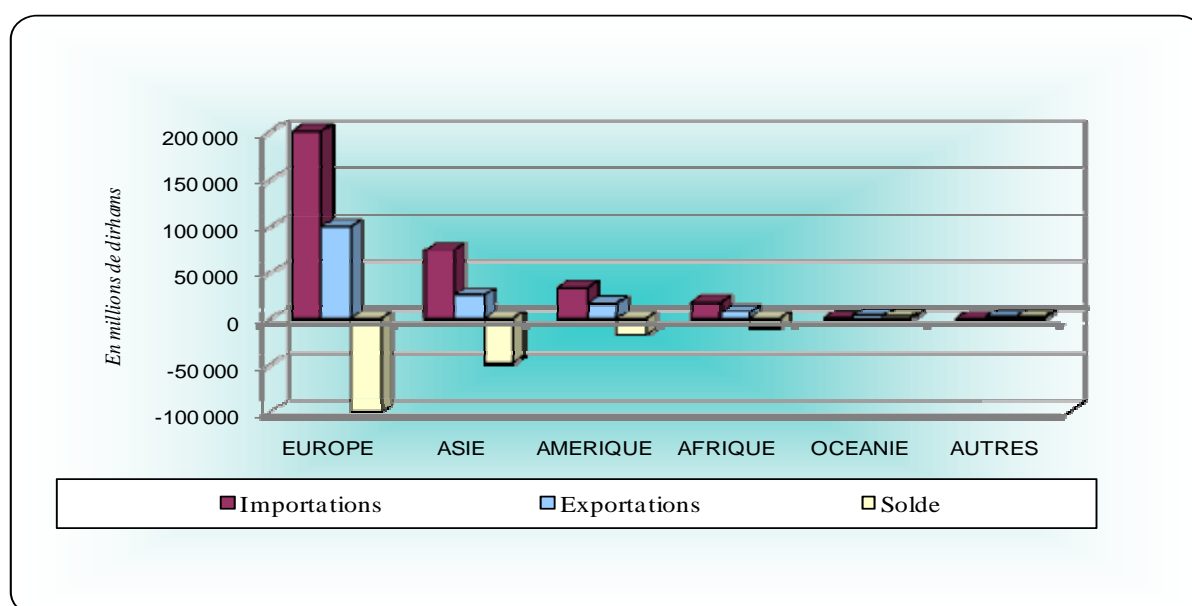 En millions de dirhams
200 000
150 000
100 000
50 000
0
-50 000
-100 000
EUROPE ASIE AMERIQUE AFRIQUE OCEANIE AUTRES
Importations Exportations Solde